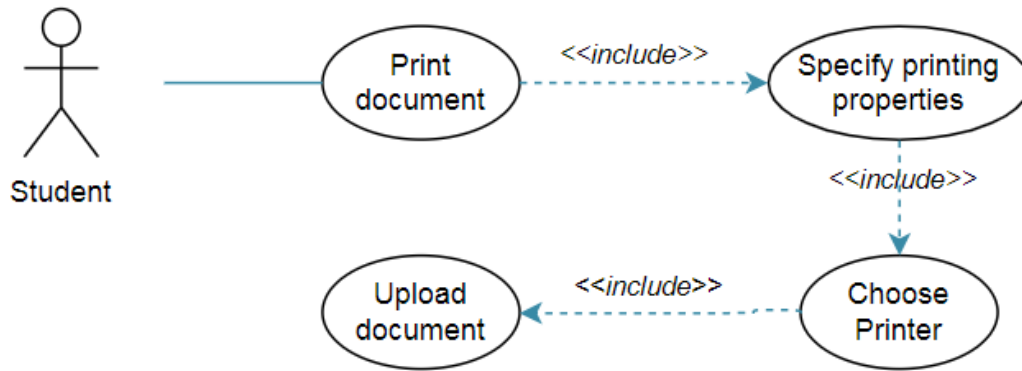 Print
document
<<include>>
Specify printing
properties
Student
<<include>>
Upload
document
<<include>>
Choose
Printer